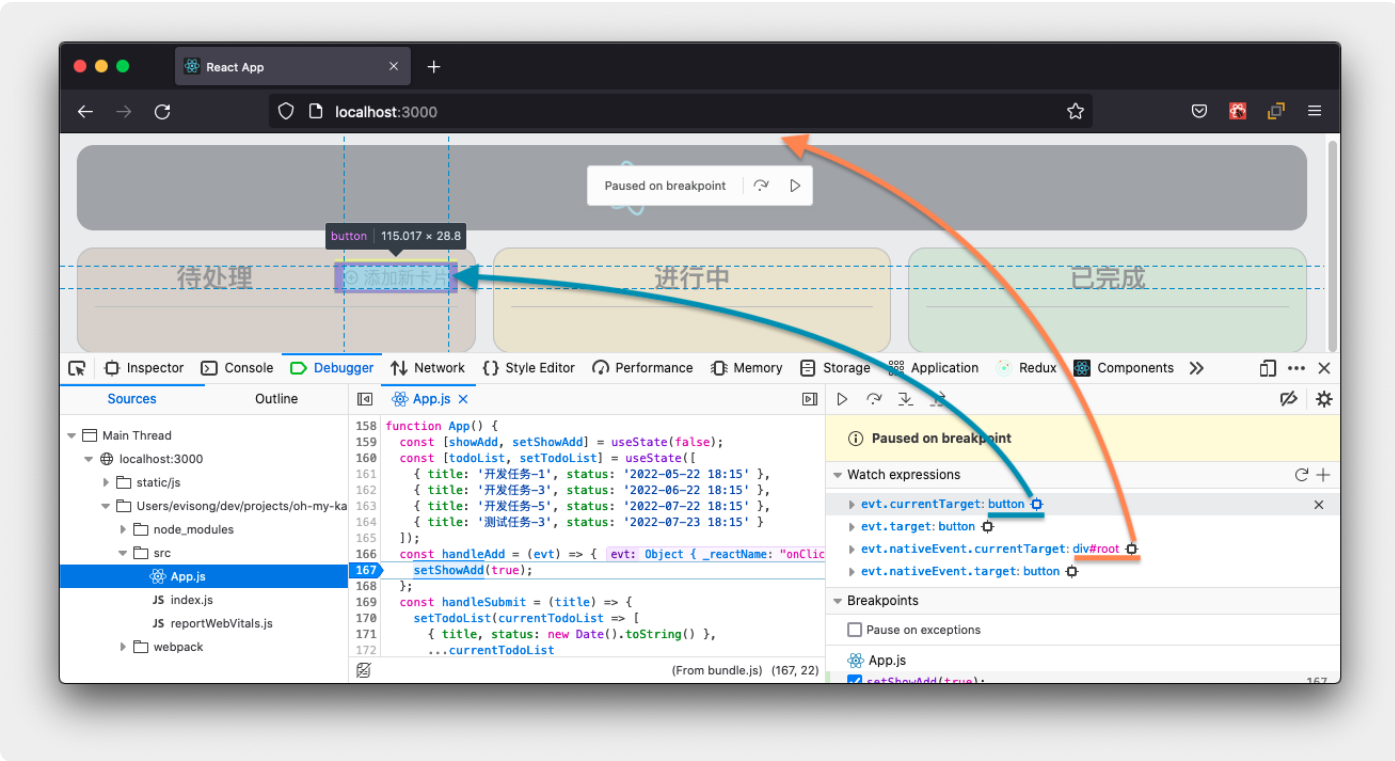 React App
localhost:3000
Paused on breakpoint
button 115.017 × 28.8
待处理 添加新卡片 进行中 已完成
Inspector Console Debugger Network Style Editor Performance Memory Storage Application Redux Components
Sources Outline App.js
Main Thread
localhost:3000
static/js
Users/evisong/dev/projects/oh-my-ka
node_modules
src
App.js
JS index.js
JS reportWebVitals.js
webpack
158 function App() {
159 const [showAdd, setShowAdd] = useState(false);
160 const [todoList, setTodoList] = useState([
161 { title: '开发任务-1', status: '2022-05-22 18:15' },
162 { title: '开发任务-3', status: '2022-06-22 18:15' },
163 { title: '开发任务-5', status: '2022-07-22 18:15' },
164 { title: '测试任务-3', status: '2022-07-23 18:15' }
165 ]);
166 const handleAdd = (evt) => { evt: Object { _reactName: "onClic
167 setShowAdd(true);
168 };
169 const handleSubmit = (title) => {
170 setTodoList(currentTodoList => [
171 { title, status: new Date().toString() },
172 ...currentTodoList
(From bundle.js) (167, 22)
Paused on breakpoint
Watch expressions
evt.currentTarget: button
evt.target: button
evt.nativeEvent.currentTarget: div#root
evt.nativeEvent.target: button
Breakpoints
Pause on exceptions
App.js
setShowAdd(true); 167